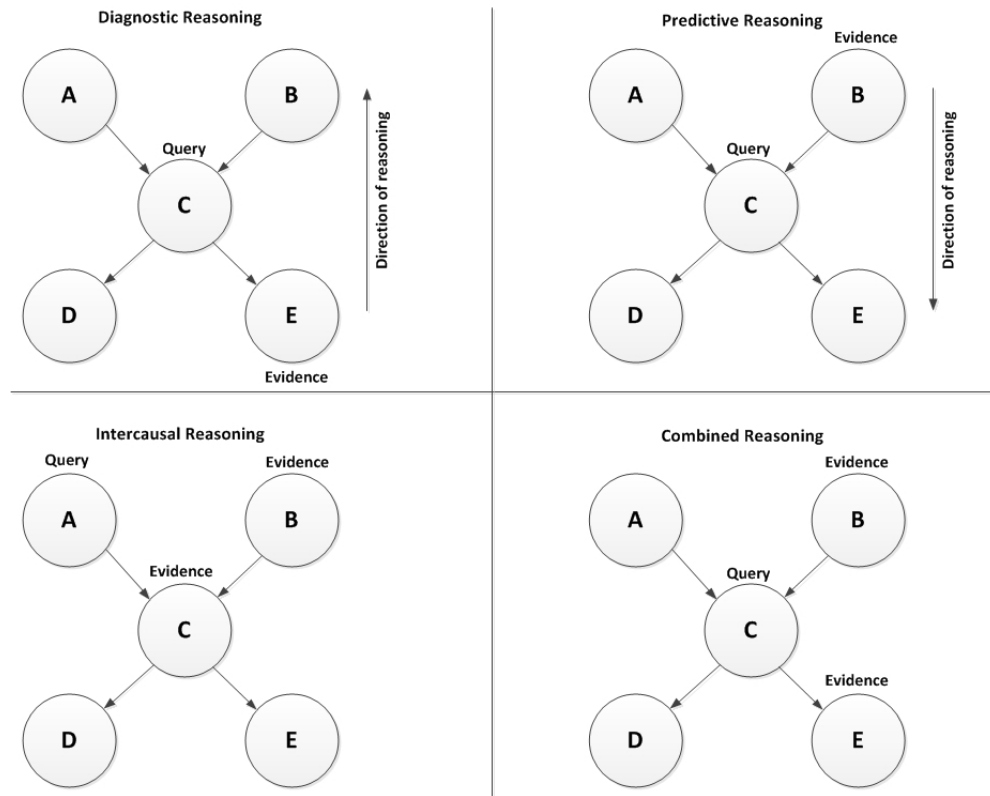 Diagnostic Reasoning
A
B
Query
C
D
E
Evidence
Direction of reasoning
Predictive Reasoning
Evidence
A
B
Query
C
D
E
Direction of reasoning
Intercausal Reasoning
Query
Evidence
A
B
Evidence
C
D
E
Combined Reasoning
Evidence
A
B
Query
C
Evidence
D
E